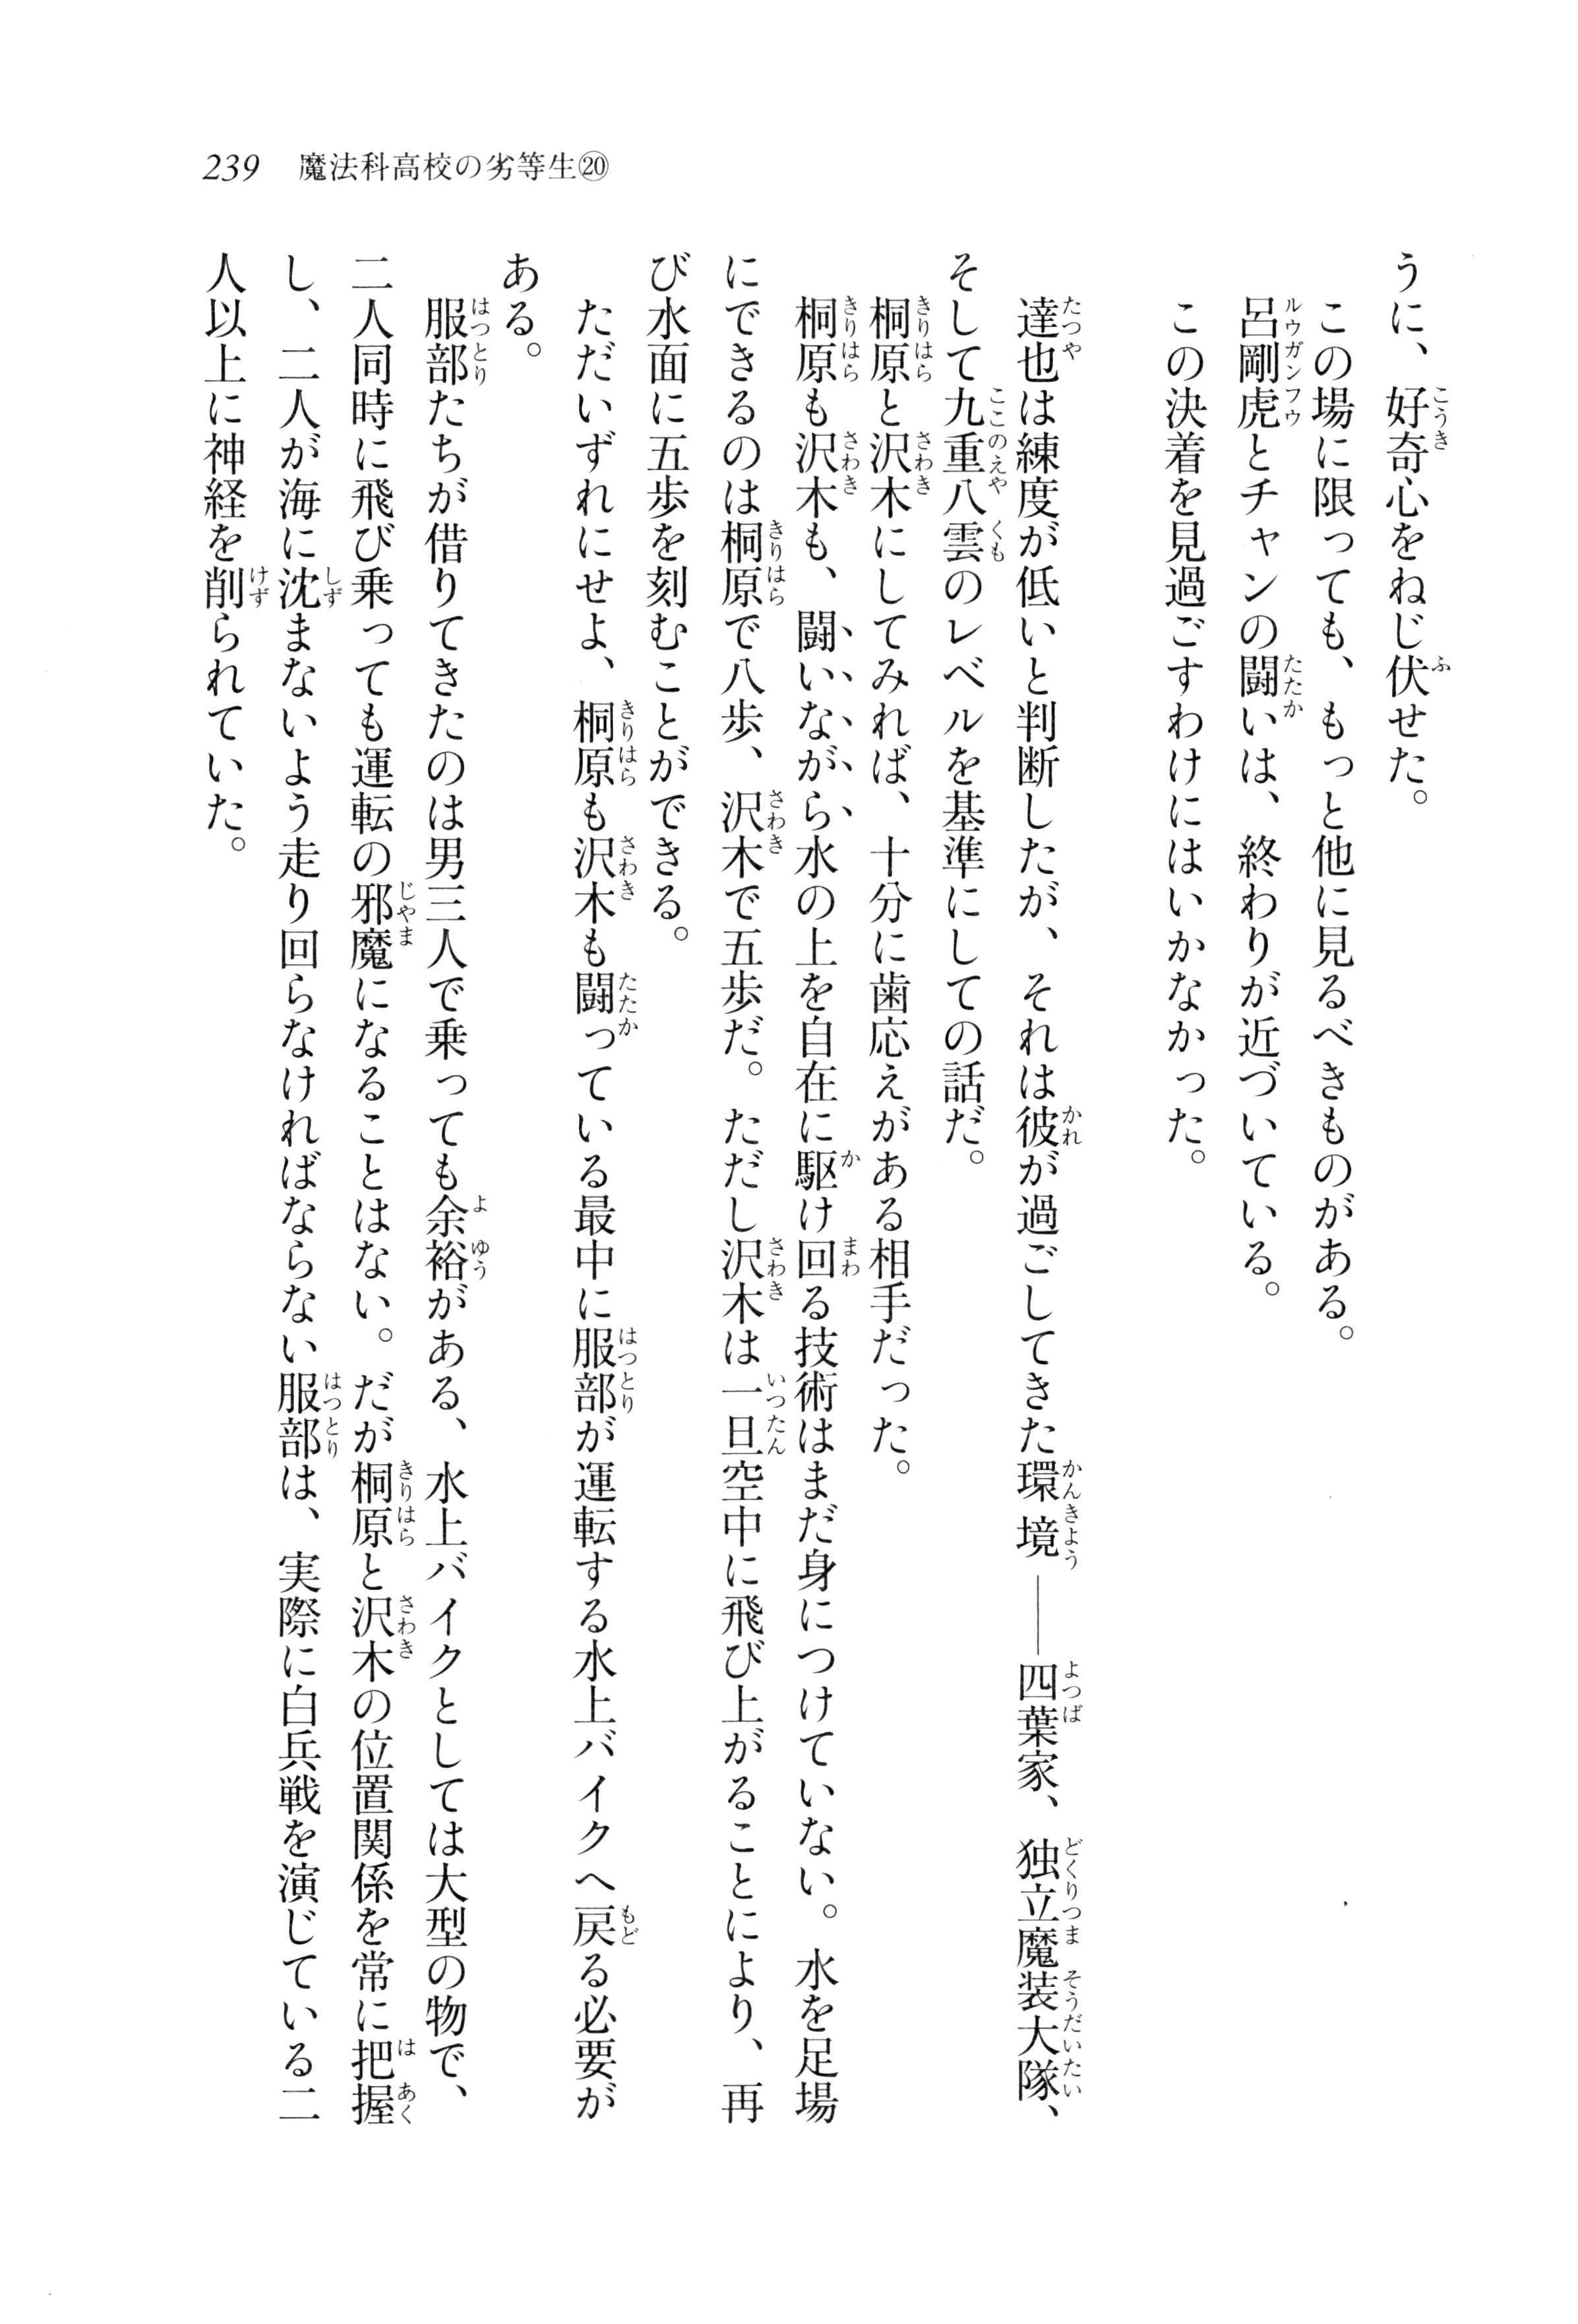 239 魔法科高校の劣等生⑳
うに、好奇心をねじ伏せた。
この場に限っても、もっと他に見るべきものがある。
呂剛虎とチャンの闘いは、終わりが近づいている。
この決着を見過ごすわけにはいかなかった。
達也は練度が低いと判断したが、それは彼が過ごしてきた環境――四葉家、独立魔装大隊、
そして九重八雲のレベルを基準にしての話だ。
桐原と沢木にしてみれば、十分に歯応えがある相手だった。
桐原も沢木も、闘いながら水の上を自在に駆け回る技術はまだ身につけていない。水を足場
にできるのは桐原で八歩、沢木で五歩だ。ただし沢木は一旦空中に飛び上がることにより、再
び水面に五歩を刻むことができる。
ただいずれにせよ、桐原も沢木も闘っている最中に服部が運転する水上バイクへ戻る必要が
ある。
服部たちが借りてきたのは男三人で乗っても余裕がある、水上バイクとしては大型の物で、
二人同時に飛び乗っても運転の邪魔になることはない。だが桐原と沢木の位置関係を常に把握
し、二人が海に沈まないよう走り回らなければならない服部は、実際に白兵戦を演じている二
人以上に神経を削られていた。